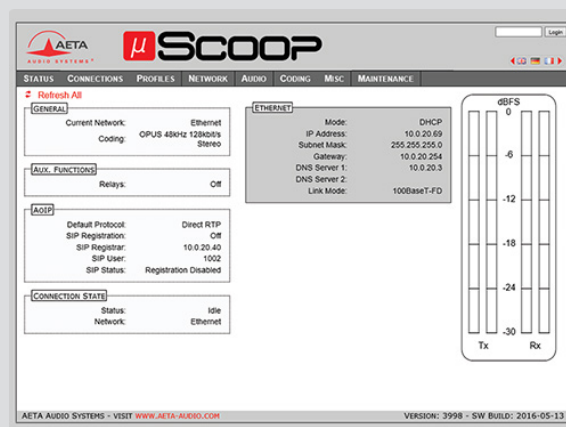 AETA
AUDIO SYSTEMS
μSCOOP
Login
STATUS CONNECTIONS PROFILES NETWORK AUDIO CODING MISC MAINTENANCE
Refresh All
GENERAL
Current Network: Ethernet
Coding: OPUS 48kHz 128kbit/s
Stereo
AUX. FUNCTIONS
Relays: Off
AOIP
Default Protocol: Direct RTP
SIP Registration: Off
SIP Registrar: 10.0.20.40
SIP User: 1002
SIP Status: Registration Disabled
CONNECTION STATE
Status: Idle
Network: Ethernet
ETHERNET
Mode: DHCP
IP Address: 10.0.20.69
Subnet Mask: 255.255.255.0
Gateway: 10.0.20.254
DNS Server 1: 10.0.20.3
DNS Server 2:
Link Mode: 100BaseT-FD
dBFS
0
-6
-12
-18
-24
-30
Tx Rx
AETA AUDIO SYSTEMS - VISIT WWW.AETA-AUDIO.COM
VERSION: 3998 - SW BUILD: 2016-05-13